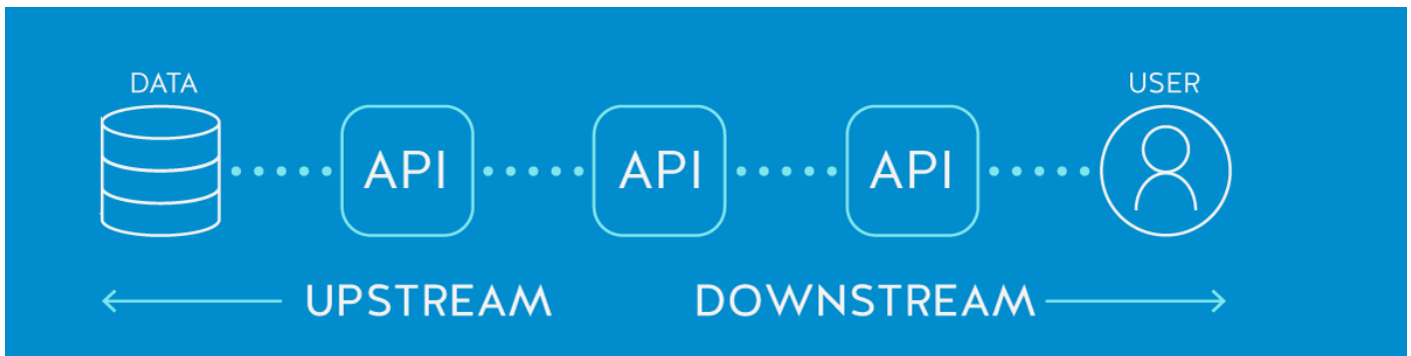 DATA
USER
API
API
API
UPSTREAM
DOWNSTREAM